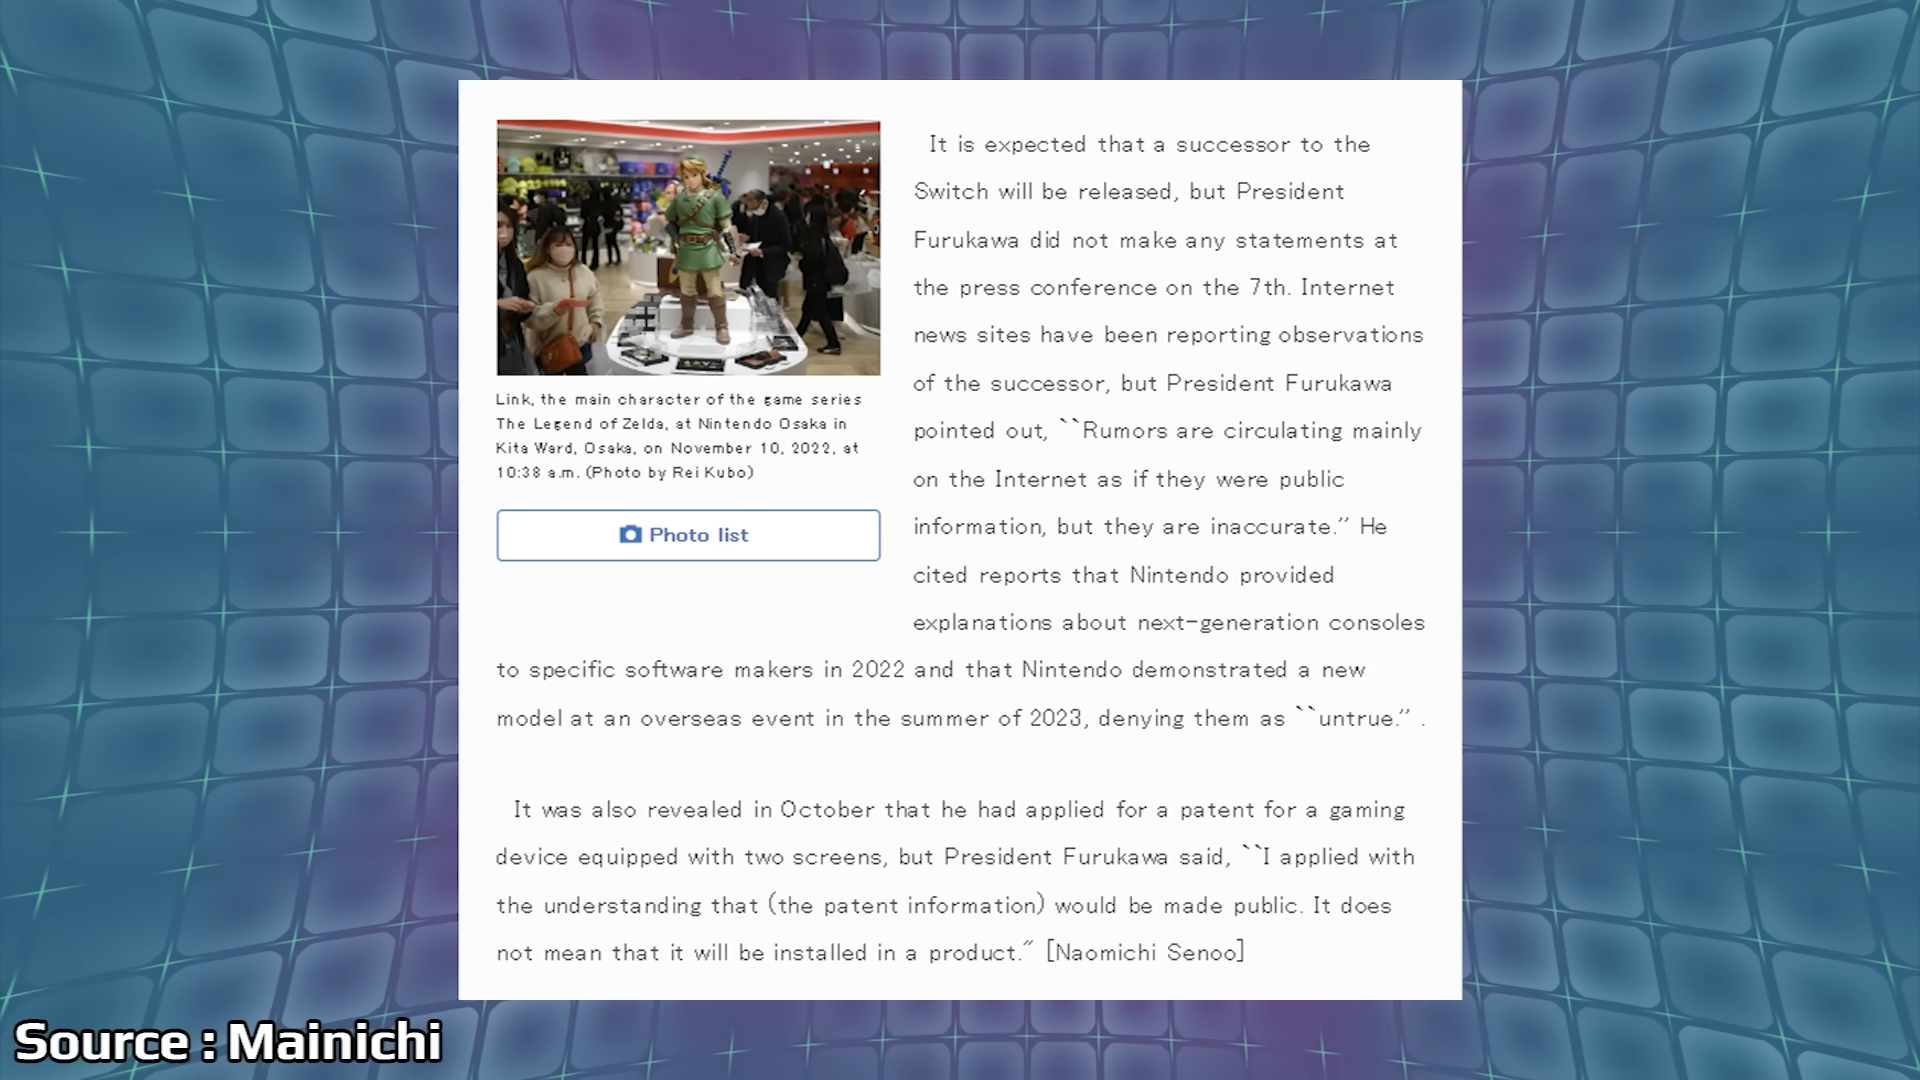 It is expected that a successor to the
Switch will be released, but President
Furukawa did not make any statements at
the press conference on the 7th. Internet
news sites have been reporting observations
of the successor, but President Furukawa
pointed out, ``Rumors are circulating mainly
on the Internet as if they were public
information, but they are inaccurate.'' He
cited reports that Nintendo provided
explanations about next-generation consoles
to specific software makers in 2022 and that Nintendo demonstrated a new
model at an overseas event in the summer of 2023, denying them as ``untrue.'' .
Link, the main character of the game series
The Legend of Zelda, at Nintendo Osaka in
Kita Ward, Osaka, on November 10, 2022, at
10:38 a.m. (Photo by Rei Kubo)
Photo list
It was also revealed in October that he had applied for a patent for a gaming
device equipped with two screens, but President Furukawa said, ``I applied with
the understanding that (the patent information) would be made public. It does
not mean that it will be installed in a product.” [Naomichi Senoo]
Source : Mainichi